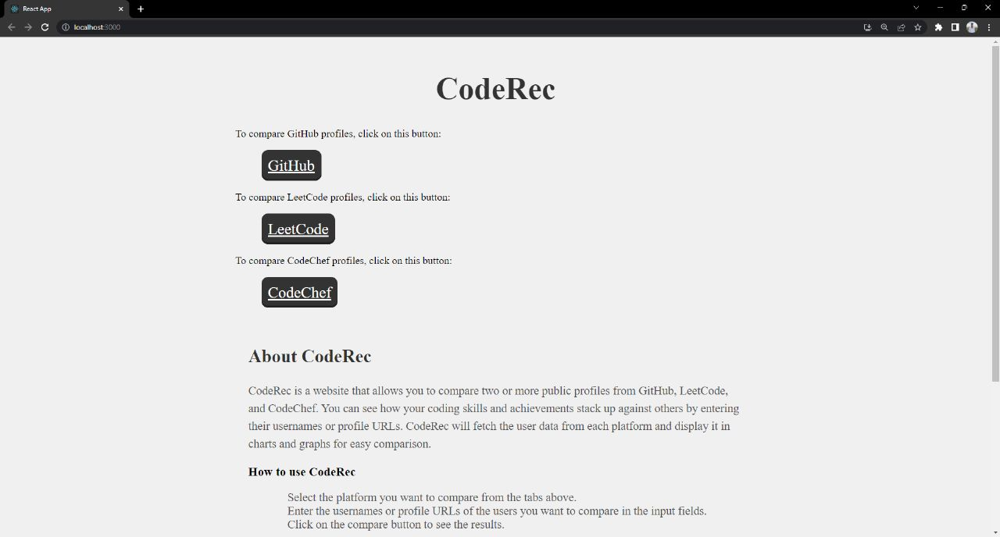 React App
localhost:3000
CodeRec
To compare GitHub profiles, click on this button:
GitHub
To compare LeetCode profiles, click on this button:
LeetCode
To compare CodeChef profiles, click on this button:
CodeChef
About CodeRec
CodeRec is a website that allows you to compare two or more public profiles from GitHub, LeetCode,
and CodeChef. You can see how your coding skills and achievements stack up against others by entering
their usernames or profile URLs. CodeRec will fetch the user data from each platform and display it in
charts and graphs for easy comparison.
How to use CodeRec
Select the platform you want to compare from the tabs above.
Enter the usernames or profile URLs of the users you want to compare in the input fields.
Click on the compare button to see the results.